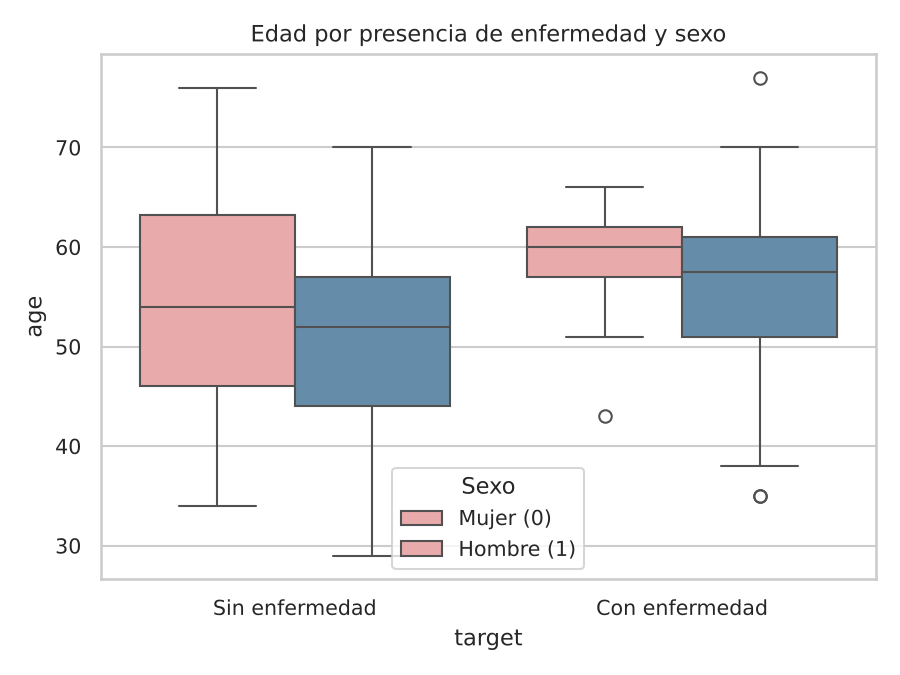 Edad por presencia de enfermedad y sexo
age
70
60
50
40
30
Sexo
Mujer (0)
Hombre (1)
Sin enfermedad
Con enfermedad
target